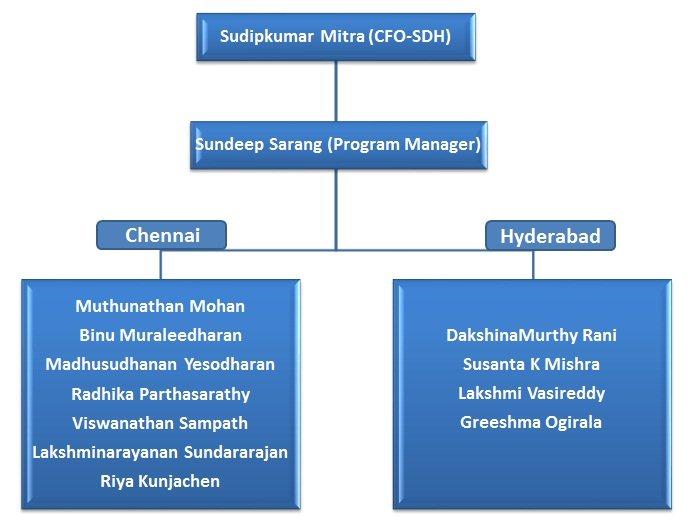 Sudipkumar Mitra (CFO-SDH)
Sundeep Sarang (Program Manager)
Chennai
Muthunathan Mohan
Binu Muraleedharan
Madhusudhanan Yesodharan
Radhika Parthasarathy
Viswanathan Sampath
Lakshminarayanan Sundararajan
Riya Kunjachen
Hyderabad
DakshinaMurthy Rani
Susanta K Mishra
Lakshmi Vasireddy
Greeshma Ogirala